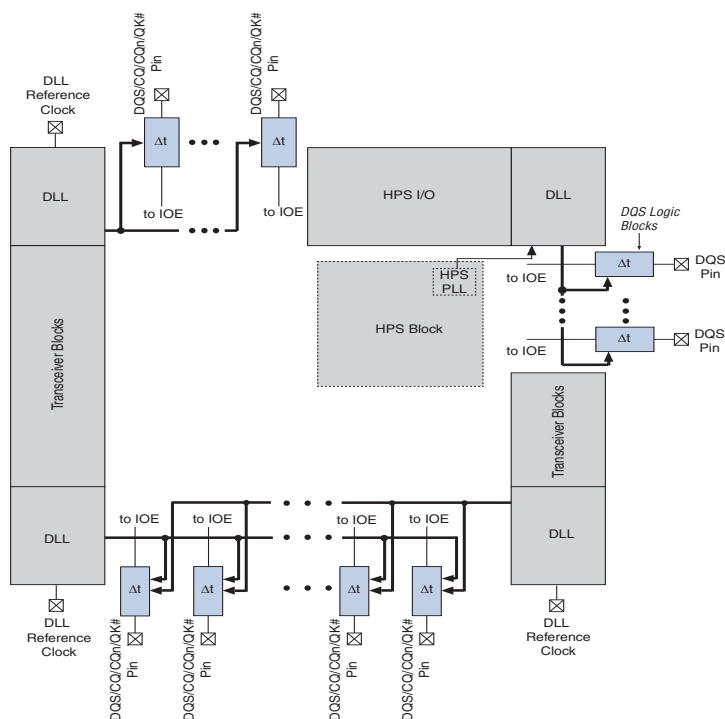 DLL
Reference
Clock
DQS/CQ/CQn/QK#
Pin
DQS/CQ/CQn/QK#
Pin
Δt
Δt
DLL
to IOE
to IOE
HPS I/O
DLL
DQS Logic
Blocks
Δt
DQS
Pin
to IOE
HPS
PLL
HPS Block
Δt
DQS
Pin
to IOE
Transceiver Blocks
Transceiver Blocks
DLL
to IOE
to IOE
to IOE
to IOE
DLL
Δt
Δt
Δt
Δt
DLL
Reference
Clock
DQS/CQ/CQn/QK#
Pin
DQS/CQ/CQn/QK#
Pin
DQS/CQ/CQn/QK#
Pin
DQS/CQ/CQn/QK#
Pin
DLL
Reference
Clock